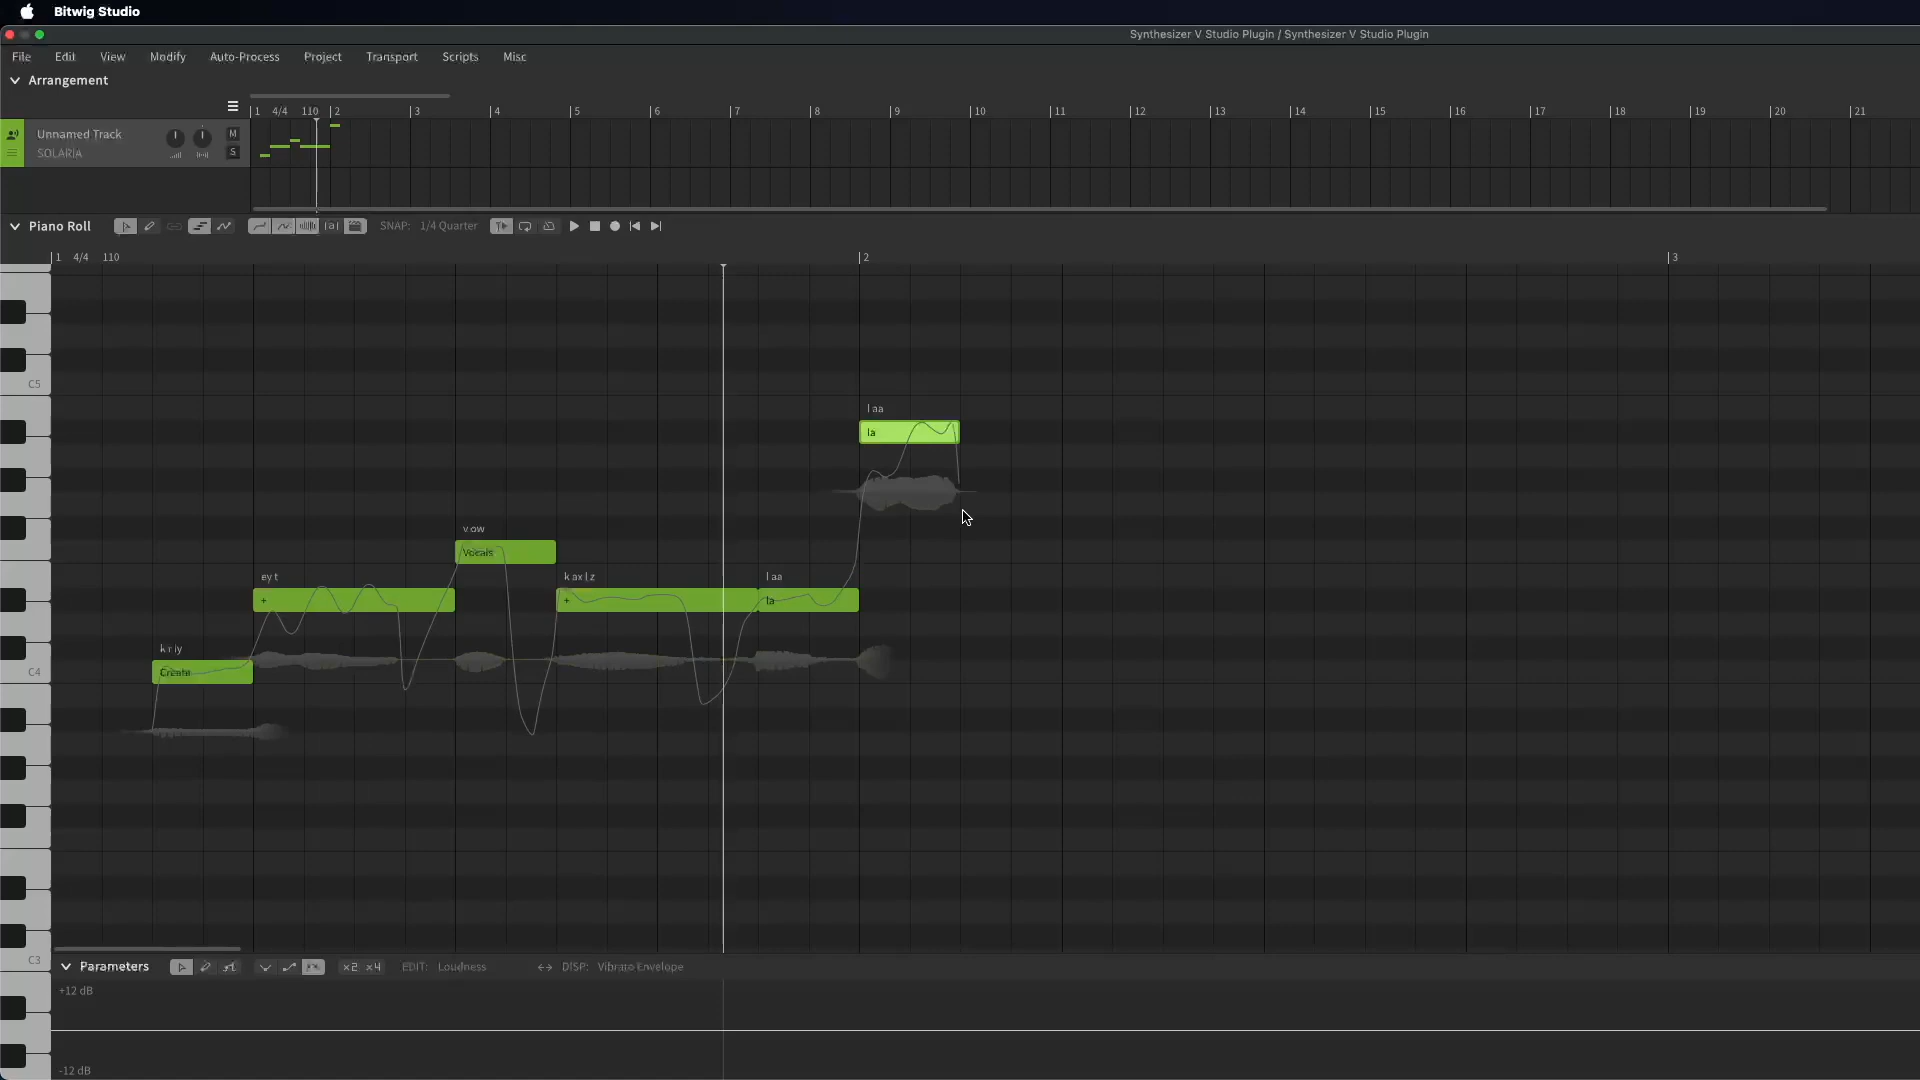 Bitwig Studio
Synthesizer V Studio Plugin / Synthesizer V Studio Plugin
File Edit View Modify Auto-Process Project Transport Scripts Misc
Arrangement
1 4/4 110 2 3 4 5 6 7 8 9 10 11 12 13 14 15 16 17 18 19 20 21
Unnamed Track M
SOLARIA S
Piano Roll SNAP: 1/4 Quarter
1 4/4 110 2 3
C5
l aa
la
v ow
Vocals
ey t k ax l z l aa
+ + la
k r iy
C4 Create
C3
Parameters x2 x4 EDIT: Loudness DISP: Vibrato Envelope
+12 dB
-12 dB